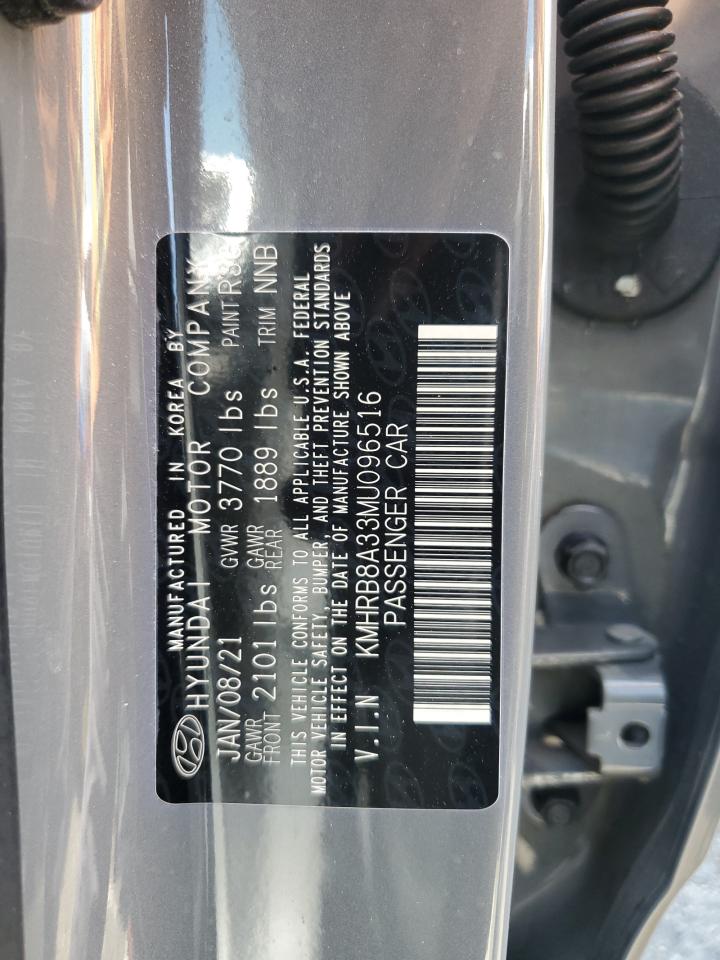 MANUFACTURED IN KOREA BY
HYUNDAI MOTOR COMPANY
JAN/08/21 GVWR 3770 lbs PAINT
GAWR FRONT 2101 lbs GAWR REAR 1889 lbs TRIM NNB
THIS VEHICLE CONFORMS TO ALL APPLICABLE U.S.A. FEDERAL
MOTOR VEHICLE SAFETY, BUMPER, AND THEFT PREVENTION STANDARDS
IN EFFECT ON THE DATE OF MANUFACTURE SHOWN ABOVE
V.I.N KMHRB8A33MU096516
PASSENGER CAR